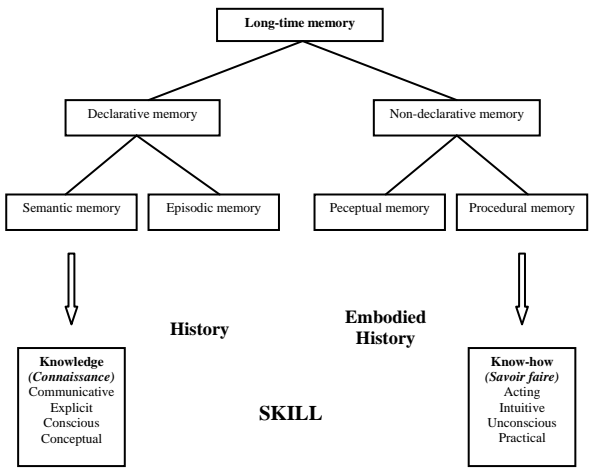 Long-time memory
Declarative memory
Non-declarative memory
Semantic memory
Episodic memory
Peceptual memory
Procedural memory
History
Embodied
History
Knowledge
(Connaissance)
Communicative
Explicit
Conscious
Conceptual
SKILL
Know-how
(Savoir faire)
Acting
Intuitive
Unconscious
Practical